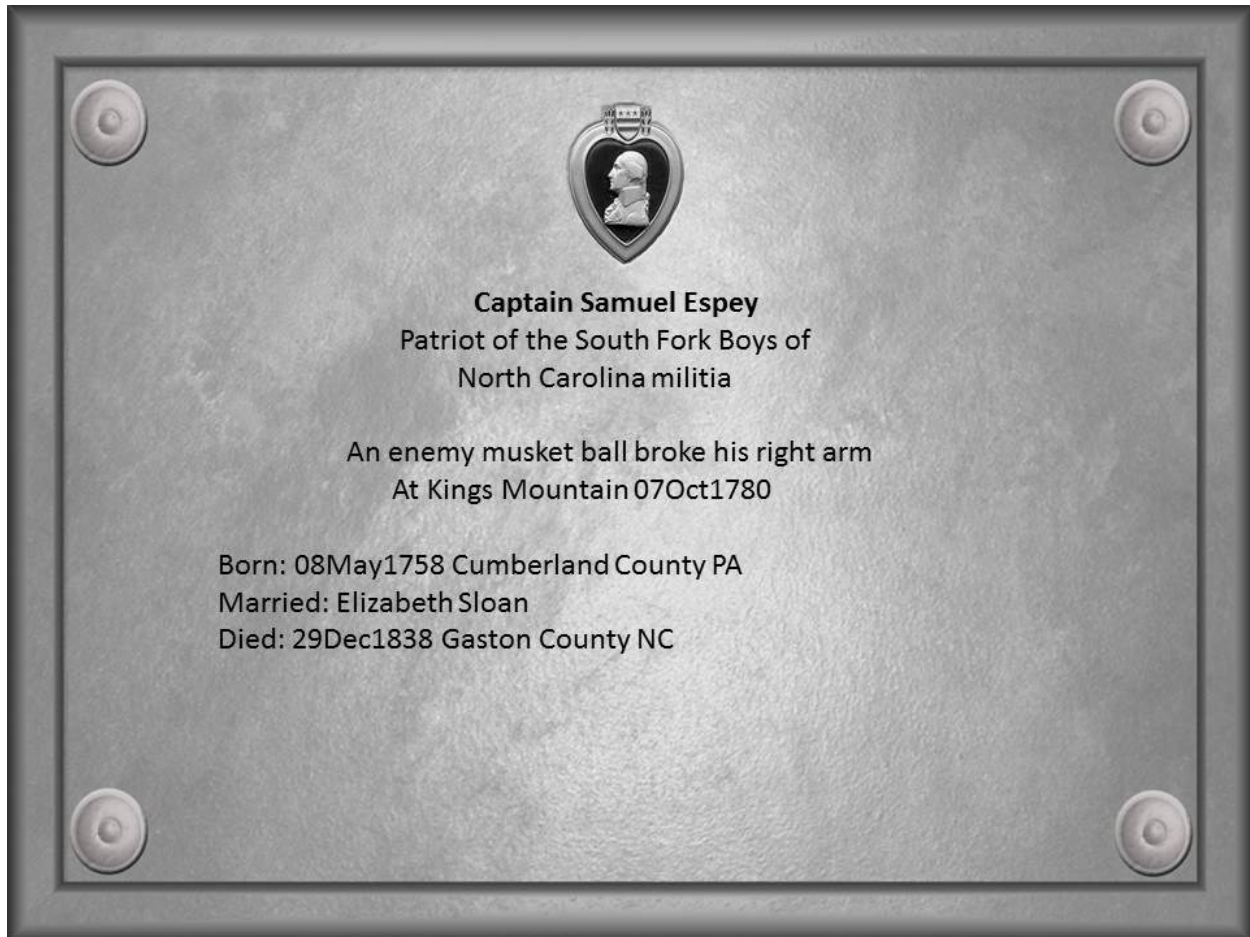 Captain Samuel Espey
Patriot of the South Fork Boys of
North Carolina militia
An enemy musket ball broke his right arm
At Kings Mountain 07Oct1780
Born: 08May1758 Cumberland County PA
Married: Elizabeth Sloan
Died: 29Dec1838 Gaston County NC